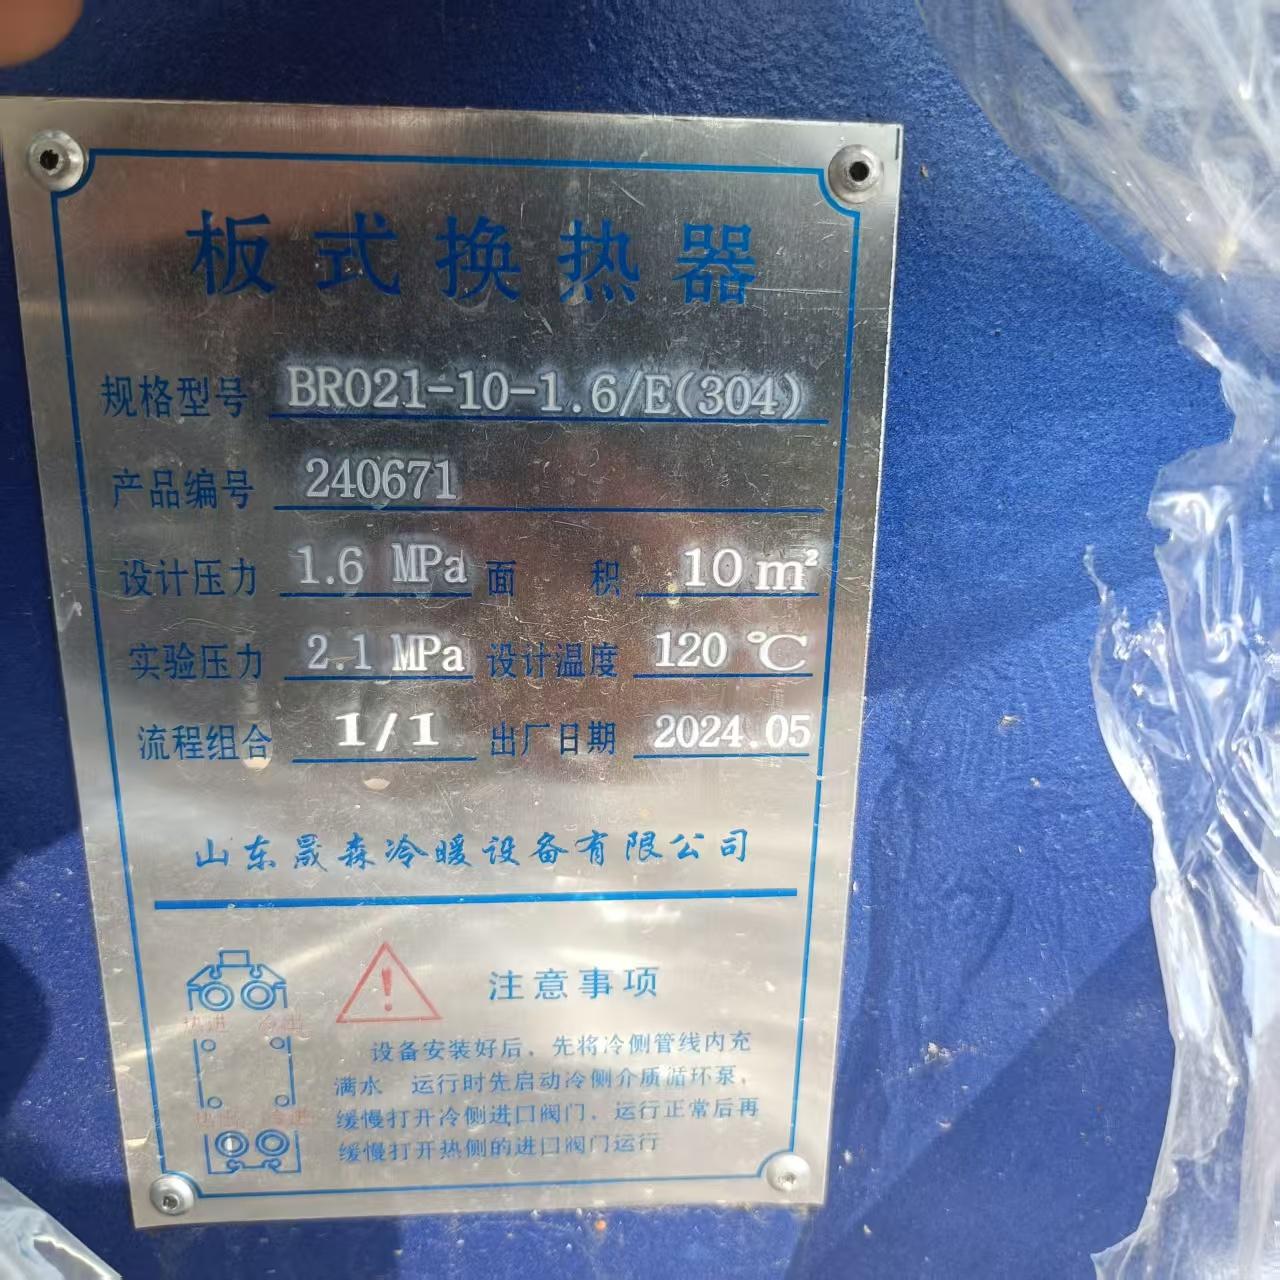 板式换热器
规格型号 BR021-10-1.6/E(304)
产品编号 240671
设计压力 1.6 MPa 面 积 10 m²
实验压力 2.1 MPa 设计温度 120 ℃
流程组合 1/1 出厂日期 2024.05
山东晟森冷暖设备有限公司
注意事项
热进 冷出
设备安装好后、先将冷侧管线内充
满水 运行时先启动冷侧介质循环泵，
缓慢打开冷侧进口阀门、运行正常后再
缓慢打开热侧的进口阀门运行